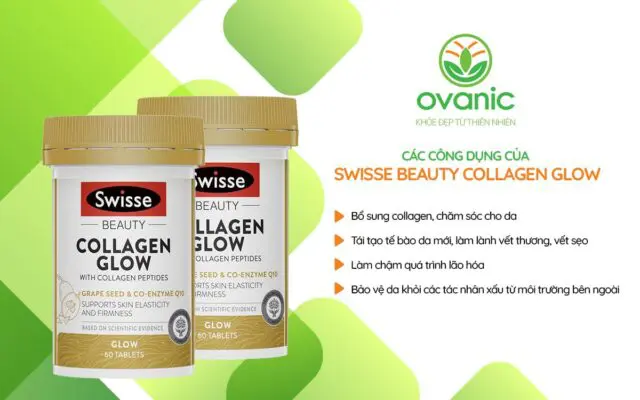 ovanic
KHỎE ĐẸP TỪ THIÊN NHIÊN
CÁC CÔNG DỤNG CỦA
SWISSE BEAUTY COLLAGEN GLOW
Bổ sung collagen, chăm sóc cho da
Tái tạo tế bào da mới, làm lành vết thương, vết sẹo
Làm chậm quá trình lão hóa
Bảo vệ da khỏi các tác nhân xấu từ môi trường bên ngoài
Swisse
BEAUTY
COLLAGEN
GLOW
WITH COLLAGEN PEPTIDES
GRAPE SEED & CO-ENZYME Q10
SUPPORTS SKIN ELASTICITY
AND FIRMNESS
BASED ON SCIENTIFIC EVIDENCE
GLOW
60 TABLETS
Swisse
BEAUTY
COLLAGEN
GLOW
COLLAGEN PEPTIDES
SEED & CO-ENZYME Q10
SKIN ELASTICITY
FIRMNESS
SCIENTIFIC EVIDENCE
GLOW
60 TABLETS